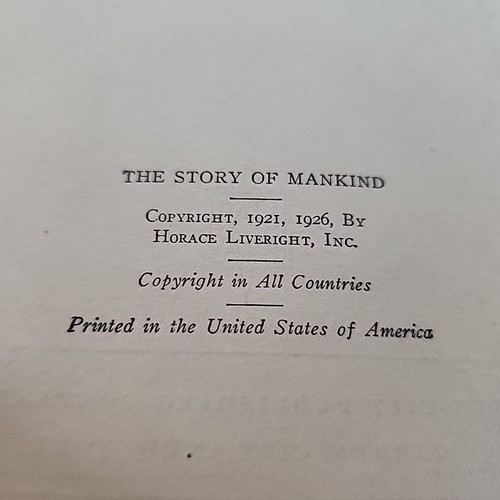 THE STORY OF MANKIND
COPYRIGHT, 1921, 1926, BY
HORACE LIVERIGHT, INC.
Copyright in All Countries
Printed in the United States of America